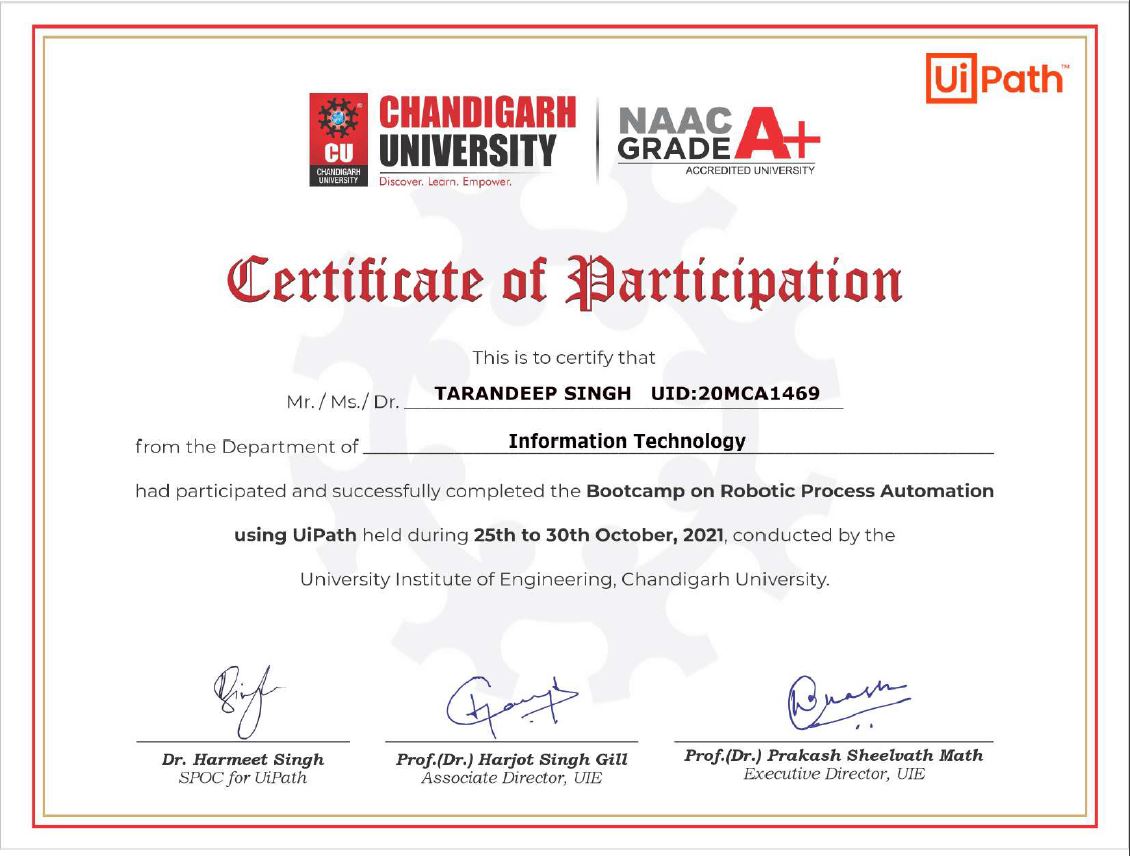 UiPath™
CHANDIGARH
UNIVERSITY
Discover. Learn. Empower.
CU
CHANDIGARH
UNIVERSITY
NAAC
GRADE A+
ACCREDITED UNIVERSITY
Certificate of Participation
This is to certify that
Mr. / Ms./ Dr. TARANDEEP SINGH UID:20MCA1469
from the Department of Information Technology
had participated and successfully completed the Bootcamp on Robotic Process Automation
using UiPath held during 25th to 30th October, 2021, conducted by the
University Institute of Engineering, Chandigarh University.
Dr. Harmeet Singh
SPOC for UiPath
Prof.(Dr.) Harjot Singh Gill
Associate Director, UIE
Prof.(Dr.) Prakash Sheelvath Math
Executive Director, UIE